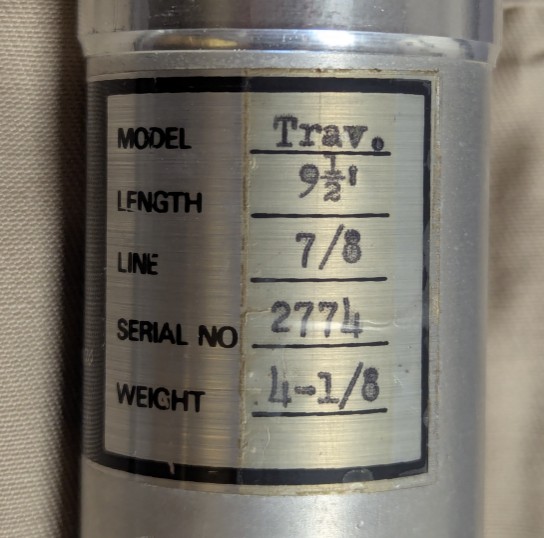 MODEL Trav.
LENGTH 9½'
LINE 7/8
SERIAL NO 2774
WEIGHT 4-1/8